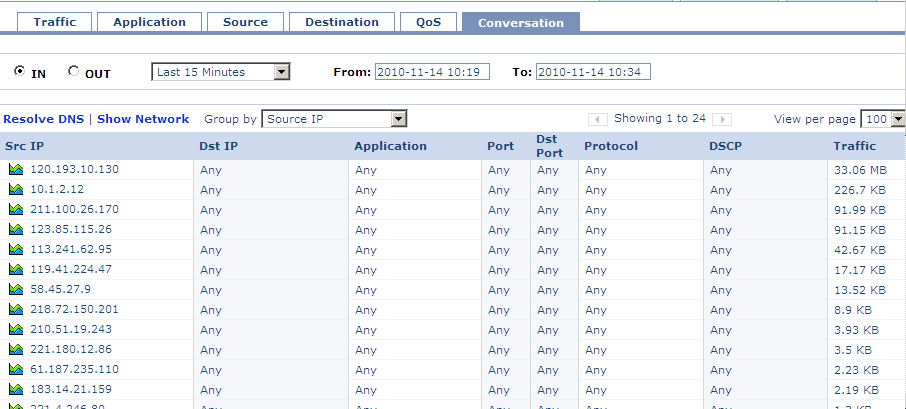 Traffic Application Source Destination QoS Conversation
IN OUT Last 15 Minutes From: 2010-11-14 10:19 To: 2010-11-14 10:34
Resolve DNS | Show Network Group by Source IP Showing 1 to 24 View per page 100
Src IP Dst IP Application Port Dst Port Protocol DSCP Traffic
120.193.10.130 Any Any Any Any Any Any 33.06 MB
10.1.2.12 Any Any Any Any Any Any 226.7 KB
211.100.26.170 Any Any Any Any Any Any 91.99 KB
123.85.115.26 Any Any Any Any Any Any 91.15 KB
113.241.62.95 Any Any Any Any Any Any 42.67 KB
119.41.224.47 Any Any Any Any Any Any 17.17 KB
58.45.27.9 Any Any Any Any Any Any 13.52 KB
218.72.150.201 Any Any Any Any Any Any 8.9 KB
210.51.19.243 Any Any Any Any Any Any 3.93 KB
221.180.12.86 Any Any Any Any Any Any 3.5 KB
61.187.235.110 Any Any Any Any Any Any 2.23 KB
183.14.21.159 Any Any Any Any Any Any 2.19 KB
Any Any Any Any Any Any